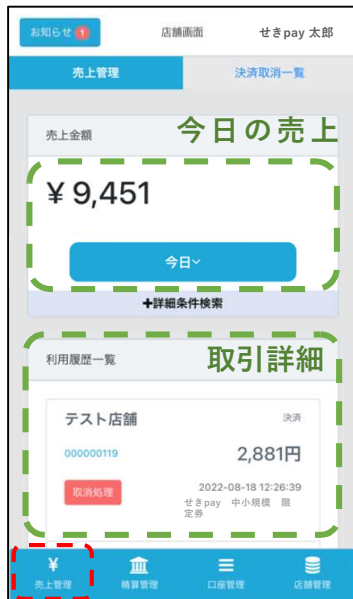 お知らせ 1
店舗画面
せきpay 太郎
売上管理
決済取消一覧
売上金額
今日の売上
¥ 9,451
今日
+詳細条件検索
利用履歴一覧
取引詳細
テスト店舗
決済
000000119
2,881円
取消処理
2022-08-18 12:26:39
せきpay 中小規模 限
定券
¥
売上管理
精算管理
口座管理
店舗管理